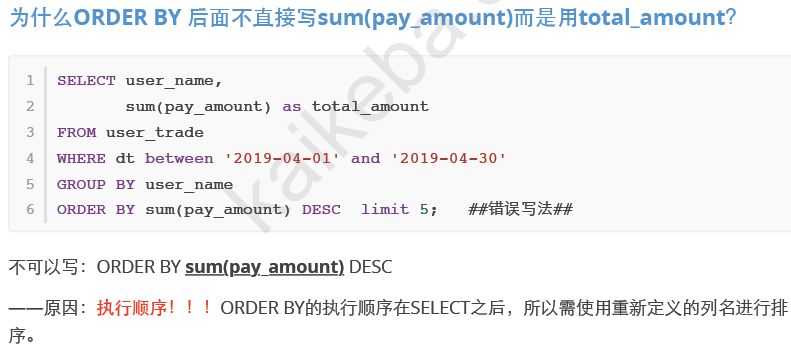 为什么ORDER BY 后面不直接写sum(pay_amount)而是用total_amount?
1 SELECT user_name,
2 sum(pay_amount) as total_amount
3 FROM user_trade
4 WHERE dt between '2019-04-01' and '2019-04-30'
5 GROUP BY user_name
6 ORDER BY sum(pay_amount) DESC limit 5; ##错误写法##
不可以写：ORDER BY sum(pay_amount) DESC
——原因：执行顺序！！！ORDER BY的执行顺序在SELECT之后，所以需使用重新定义的列名进行排
序。
kaikeba